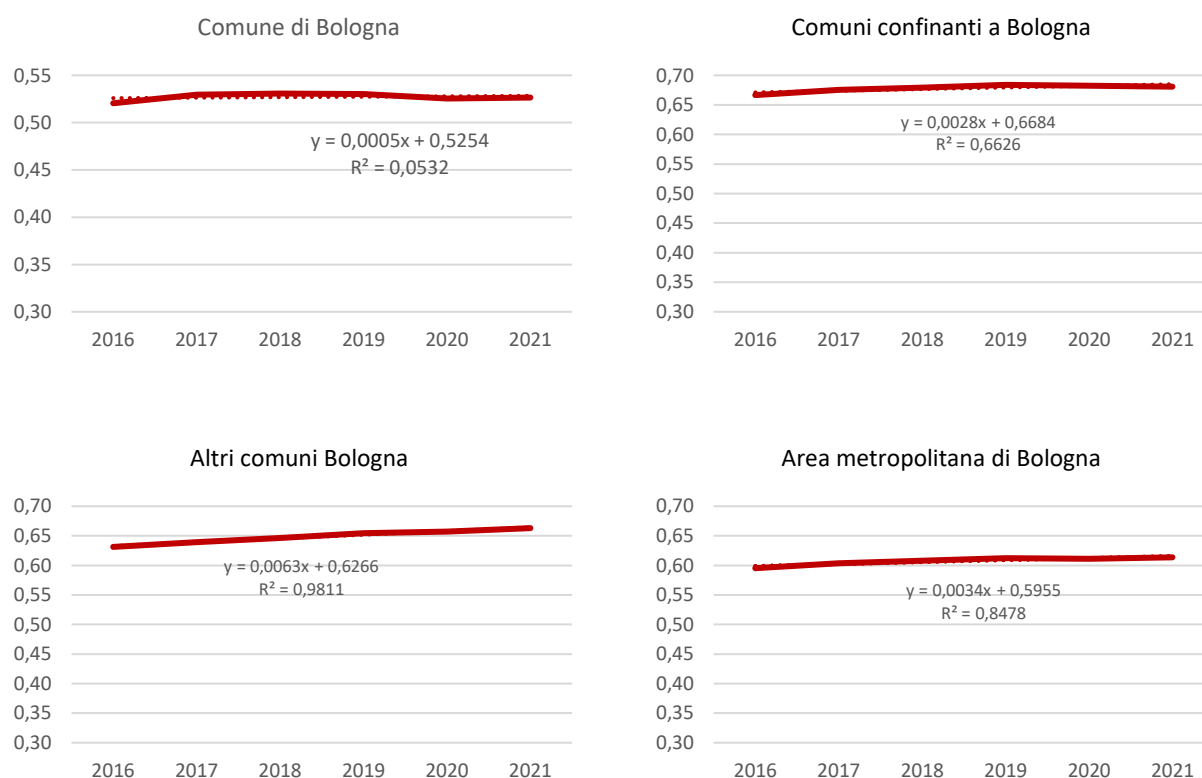 Comune di Bologna
0,55
0,50
0,45
0,40
0,35
0,30
y = 0,0005x + 0,5254
R² = 0,0532
2016 2017 2018 2019 2020 2021
Comuni confinanti a Bologna
0,70
0,65
0,60
0,55
0,50
0,45
0,40
0,35
0,30
y = 0,0028x + 0,6684
R² = 0,6626
2016 2017 2018 2019 2020 2021
Altri comuni Bologna
0,70
0,65
0,60
0,55
0,50
0,45
0,40
0,35
0,30
y = 0,0063x + 0,6266
R² = 0,9811
2016 2017 2018 2019 2020 2021
Area metropolitana di Bologna
0,70
0,65
0,60
0,55
0,50
0,45
0,40
0,35
0,30
y = 0,0034x + 0,5955
R² = 0,8478
2016 2017 2018 2019 2020 2021